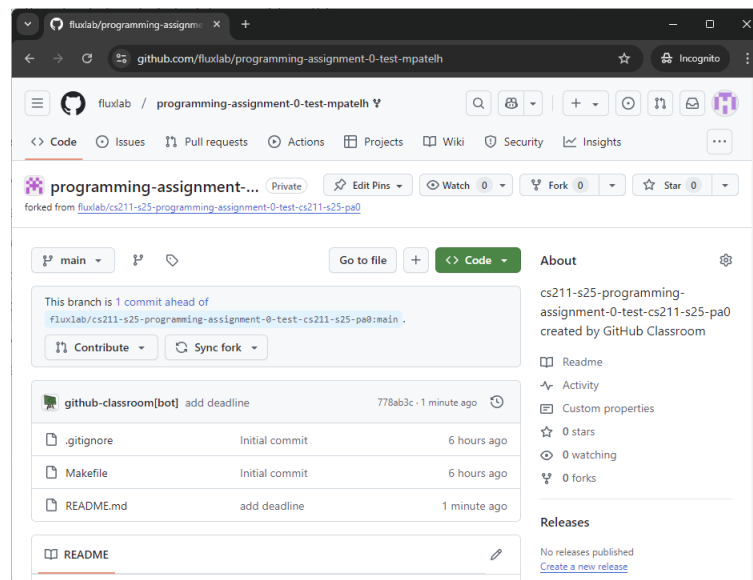 fluxlab/programming-assignme
github.com/fluxlab/programming-assignment-0-test-mpatelh
Incognito
fluxlab / programming-assignment-0-test-mpatelh
Code Issues Pull requests Actions Projects Wiki Security Insights
programming-assignment-... Private Edit Pins Watch 0 Fork 0 Star 0
forked from fluxlab/cs211-s25-programming-assignment-0-test-cs211-s25-pa0
main Go to file Code About
This branch is 1 commit ahead of
fluxlab/cs211-s25-programming-assignment-0-test-cs211-s25-pa0:main .
Contribute Sync fork
cs211-s25-programming-
assignment-0-test-cs211-s25-pa0
created by GitHub Classroom
github-classroom[bot] add deadline 778ab3c · 1 minute ago
.gitignore Initial commit 6 hours ago
Makefile Initial commit 6 hours ago
README.md add deadline 1 minute ago
README
Readme
Activity
Custom properties
0 stars
0 watching
0 forks
Releases
No releases published
Create a new release